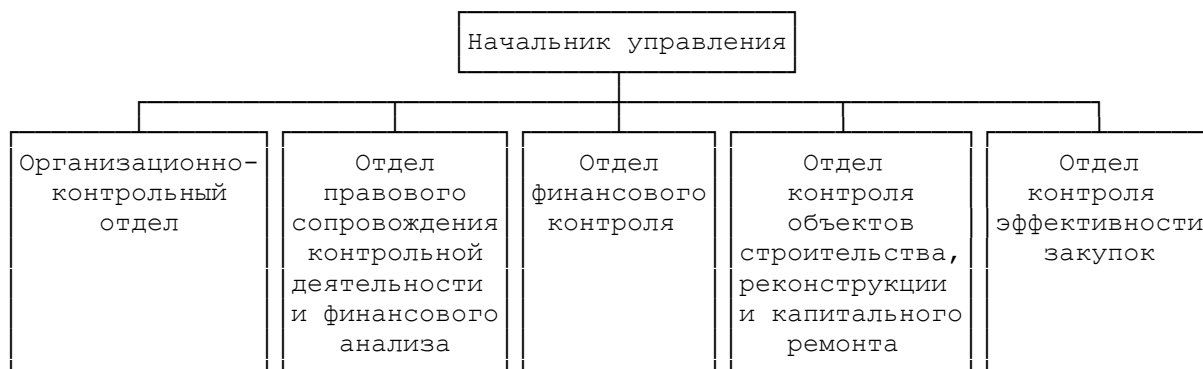 Начальник управления
Организационно-
контрольный
отдел
Отдел
правового
сопровождения
контрольной
деятельности
и финансового
анализа
Отдел
финансового
контроля
Отдел
контроля
объектов
строительства,
реконструкции
и капитального
ремонта
Отдел
контроля
эффективности
закупок